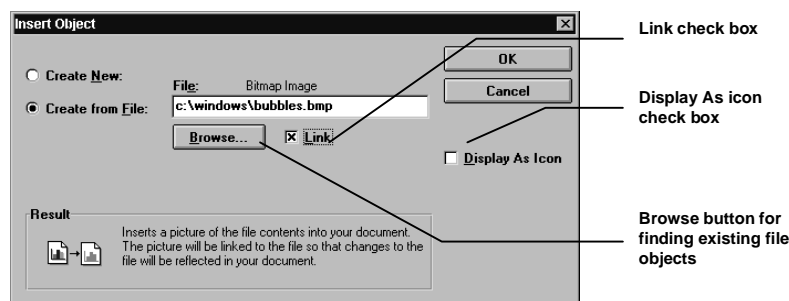 Insert Object
Create New:
Create from File:
File: Bitmap Image
c:\windows\bubbles.bmp
Browse... Link
OK
Cancel
Display As Icon
Result
Inserts a picture of the file contents into your document.
The picture will be linked to the file so that changes to the
file will be reflected in your document.
Link check box
Display As icon
check box
Browse button for
finding existing file
objects